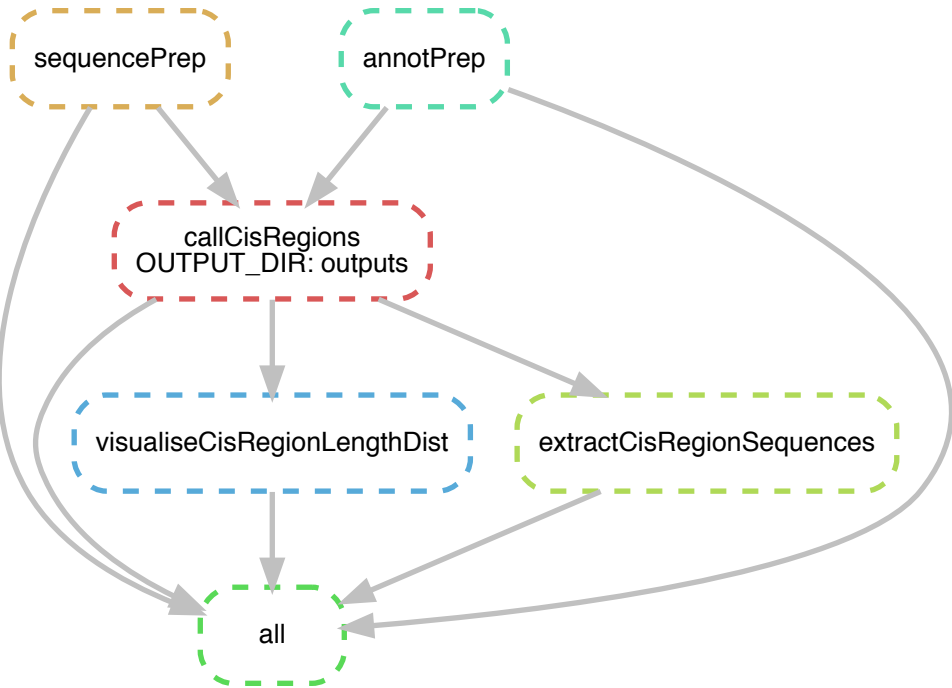 sequencePrep
annotPrep
callCisRegions
OUTPUT_DIR: outputs
visualiseCisRegionLengthDist
extractCisRegionSequences
all